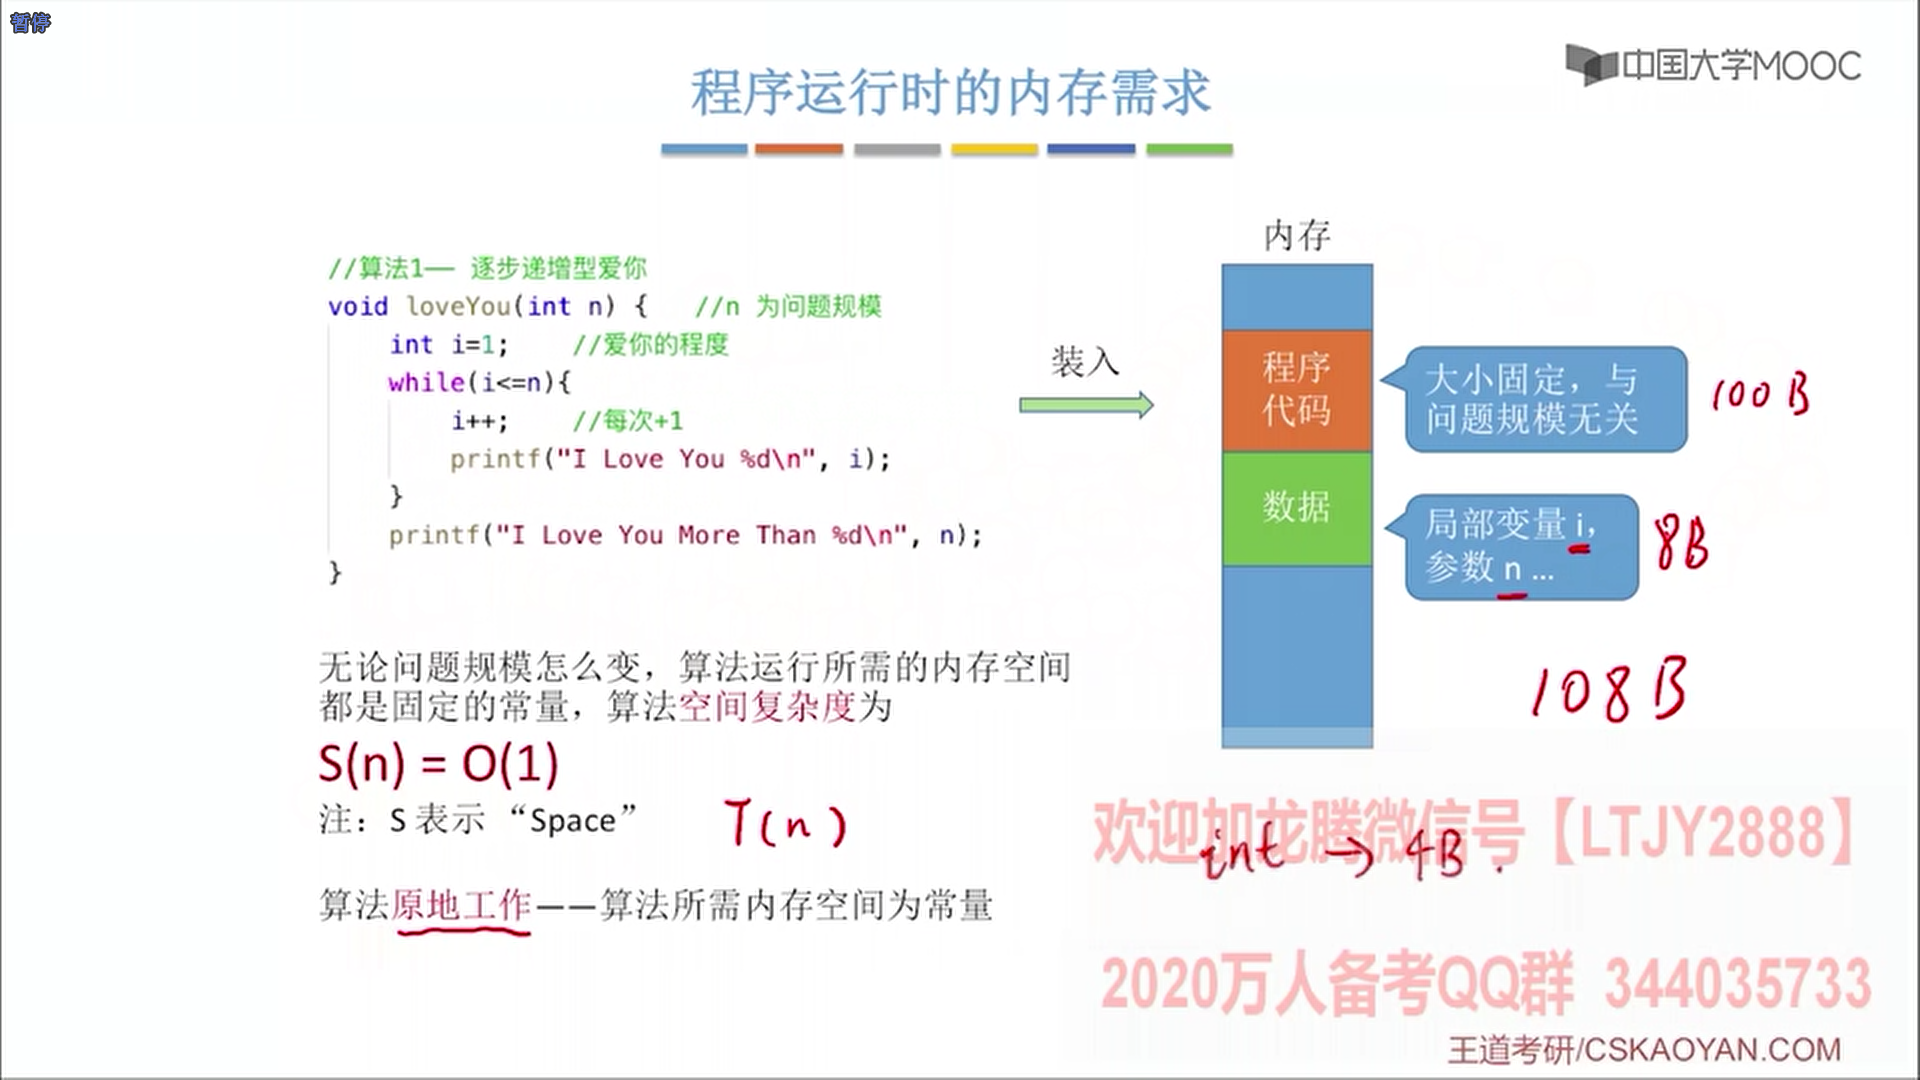 暂停
中国大学MOOC
程序运行时的内存需求
内存
//算法1—— 逐步递增型爱你
void loveYou(int n) {   //n 为问题规模
    int i=1;    //爱你的程度
    while(i<=n){
        i++;    //每次+1
        printf("I Love You %d\n", i);
    }
    printf("I Love You More Than %d\n", n);
}
装入
程序
代码
大小固定，与
问题规模无关
100 B
数据
局部变量 i，
参数 n ...
8B
108 B
无论问题规模怎么变，算法运行所需的内存空间
都是固定的常量，算法空间复杂度为
S(n) = O(1)
注：S 表示 “Space”
T(n)
欢迎加龙腾微信号【LTJY2888】
int → 4B .
算法原地工作——算法所需内存空间为常量
2020万人备考QQ群 344035733
王道考研/CSKAOYAN.COM